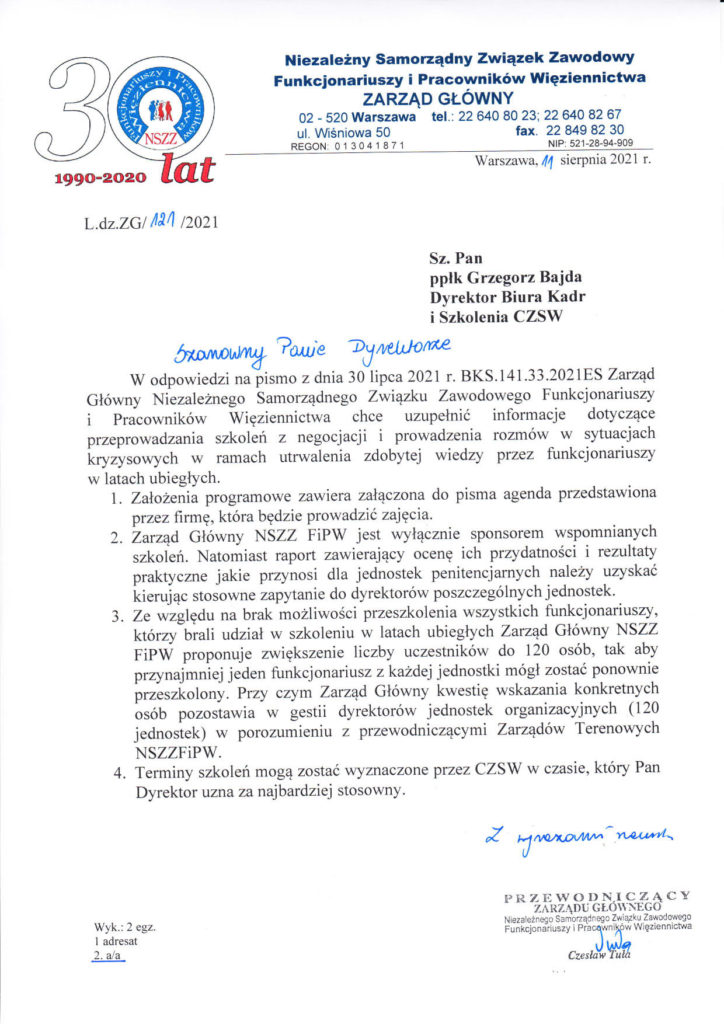 30 lat
1990-2020
Funkcjonariuszy i Pracowników
Więziennictwa
NSZZ
Niezależny Samorządny Związek Zawodowy
Funkcjonariuszy i Pracowników Więziennictwa
ZARZĄD GŁÓWNY
02 - 520 Warszawa tel.: 22 640 80 23; 22 640 82 67
ul. Wiśniowa 50 fax. 22 849 82 30
REGON: 0 1 3 0 4 1 8 7 1 NIP: 521-28-94-909
Warszawa, 11 sierpnia 2021 r.
L.dz.ZG/ 121 /2021
Sz. Pan
ppłk Grzegorz Bajda
Dyrektor Biura Kadr
i Szkolenia CZSW
Szanowny Panie Dyrektorze
W odpowiedzi na pismo z dnia 30 lipca 2021 r. BKS.141.33.2021ES Zarząd
Główny Niezależnego Samorządnego Związku Zawodowego Funkcjonariuszy
i Pracowników Więziennictwa chce uzupełnić informacje dotyczące
przeprowadzania szkoleń z negocjacji i prowadzenia rozmów w sytuacjach
kryzysowych w ramach utrwalenia zdobytej wiedzy przez funkcjonariuszy
w latach ubiegłych.
1. Założenia programowe zawiera załączona do pisma agenda przedstawiona
przez firmę, która będzie prowadzić zajęcia.
2. Zarząd Główny NSZZ FiPW jest wyłącznie sponsorem wspomnianych
szkoleń. Natomiast raport zawierający ocenę ich przydatności i rezultaty
praktyczne jakie przynosi dla jednostek penitencjarnych należy uzyskać
kierując stosowne zapytanie do dyrektorów poszczególnych jednostek.
3. Ze względu na brak możliwości przeszkolenia wszystkich funkcjonariuszy,
którzy brali udział w szkoleniu w latach ubiegłych Zarząd Główny NSZZ
FiPW proponuje zwiększenie liczby uczestników do 120 osób, tak aby
przynajmniej jeden funkcjonariusz z każdej jednostki mógł zostać ponownie
przeszkolony. Przy czym Zarząd Główny kwestię wskazania konkretnych
osób pozostawia w gestii dyrektorów jednostek organizacyjnych (120
jednostek) w porozumieniu z przewodniczącymi Zarządów Terenowych
NSZZFiPW.
4. Terminy szkoleń mogą zostać wyznaczone przez CZSW w czasie, który Pan
Dyrektor uzna za najbardziej stosowny.
Z wyrazami
PRZEWODNICZĄCY
ZARZĄDU GŁÓWNEGO
Niezależnego Samorządnego Związku Zawodowego
Funkcjonariuszy i Pracowników Więziennictwa
Czesław Tuła
Wyk.: 2 egz.
1 adresat
2. a/a